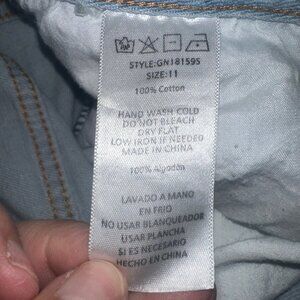 STYLE:GN18159S
SIZE:11
100% Cotton
HAND WASH COLD
DO NOT BLEACH
DRY FLAT
LOW IRON IF NEEDED
MADE IN CHINA
100% Algodon
LAVADO A MANO
EN FRIO
NO USAR BLANQUEADOR
USAR PLANCHA
SI ES NECESARIO
HECHO EN CHINA